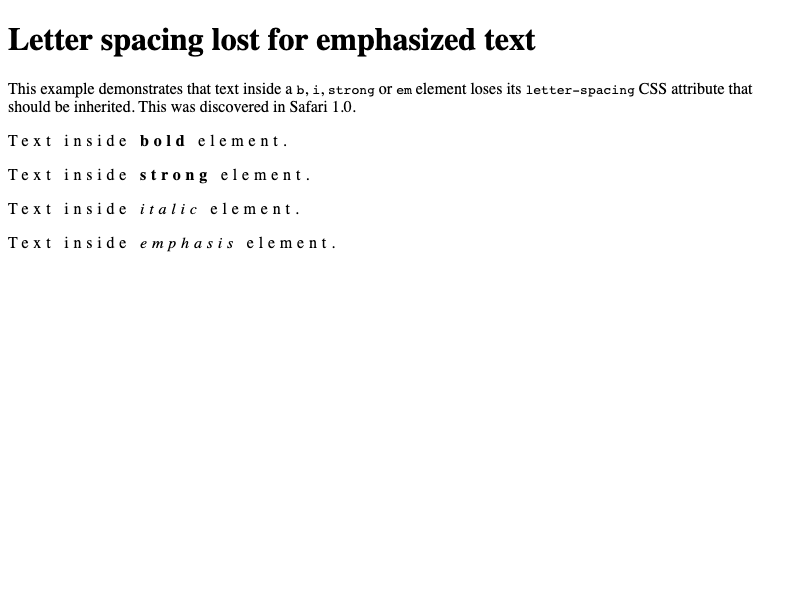 Letter spacing lost for emphasized text
This example demonstrates that text inside a b, i, strong or em element loses its letter-spacing CSS attribute that
should be inherited. This was discovered in Safari 1.0.
Text inside bold element.
Text inside strong element.
Text inside italic element.
Text inside emphasis element.